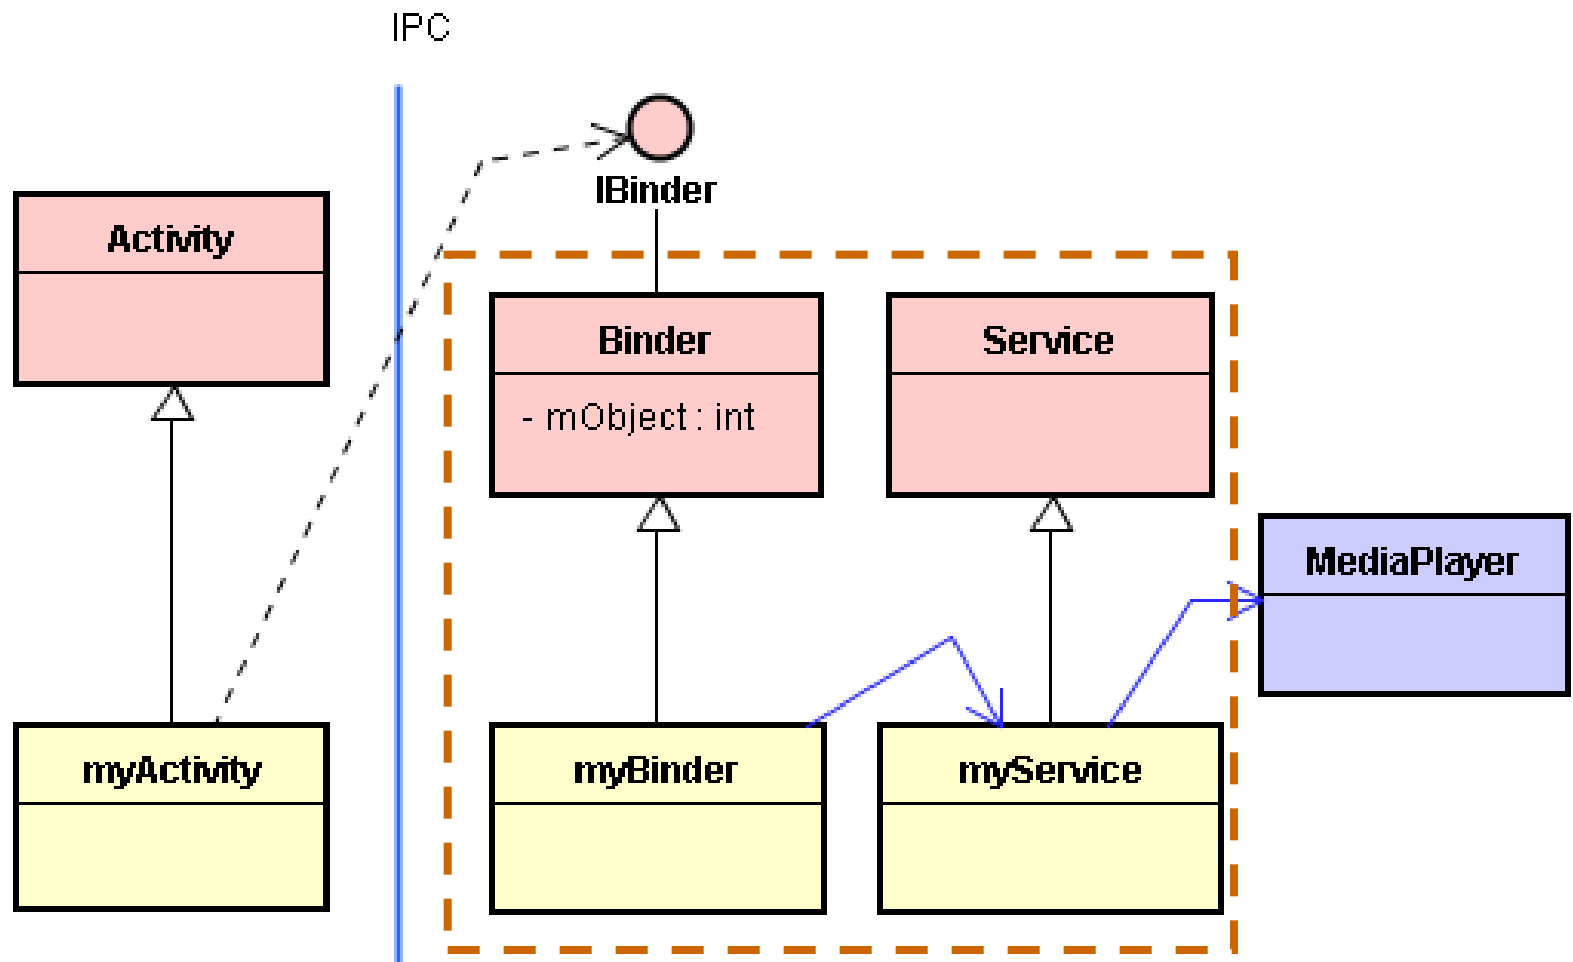 IPC
IBinder
Activity
Binder
- mObject : int
Service
MediaPlayer
myActivity
myBinder
myService